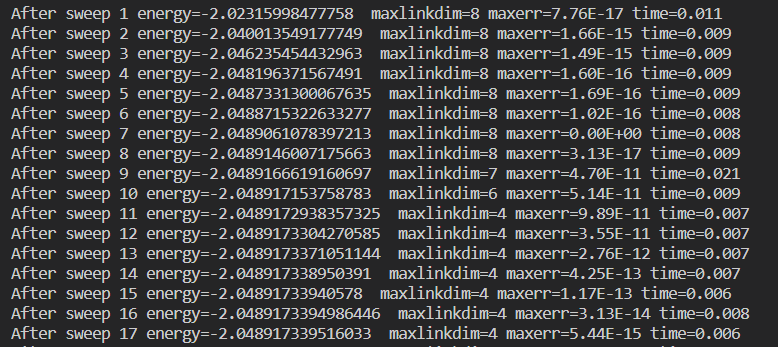 After sweep 1 energy=-2.02315998477758  maxlinkdim=8 maxerr=7.76E-17 time=0.011
After sweep 2 energy=-2.040013549177749  maxlinkdim=8 maxerr=1.66E-15 time=0.009
After sweep 3 energy=-2.046235454432963  maxlinkdim=8 maxerr=1.49E-15 time=0.009
After sweep 4 energy=-2.048196371567491  maxlinkdim=8 maxerr=1.60E-16 time=0.009
After sweep 5 energy=-2.0487331300067635  maxlinkdim=8 maxerr=1.69E-16 time=0.009
After sweep 6 energy=-2.0488715322633277  maxlinkdim=8 maxerr=1.02E-16 time=0.008
After sweep 7 energy=-2.0489061078397213  maxlinkdim=8 maxerr=0.00E+00 time=0.008
After sweep 8 energy=-2.0489146007175663  maxlinkdim=8 maxerr=3.13E-17 time=0.009
After sweep 9 energy=-2.0489166619160697  maxlinkdim=7 maxerr=4.70E-11 time=0.021
After sweep 10 energy=-2.048917153758783  maxlinkdim=6 maxerr=5.14E-11 time=0.009
After sweep 11 energy=-2.0489172938357325  maxlinkdim=4 maxerr=9.89E-11 time=0.007
After sweep 12 energy=-2.0489173304270585  maxlinkdim=4 maxerr=3.55E-11 time=0.007
After sweep 13 energy=-2.0489173371051144  maxlinkdim=4 maxerr=2.76E-12 time=0.007
After sweep 14 energy=-2.048917338950391  maxlinkdim=4 maxerr=4.25E-13 time=0.007
After sweep 15 energy=-2.04891733940578  maxlinkdim=4 maxerr=1.17E-13 time=0.006
After sweep 16 energy=-2.0489173394986446  maxlinkdim=4 maxerr=3.13E-14 time=0.008
After sweep 17 energy=-2.048917339516033  maxlinkdim=4 maxerr=5.44E-15 time=0.006